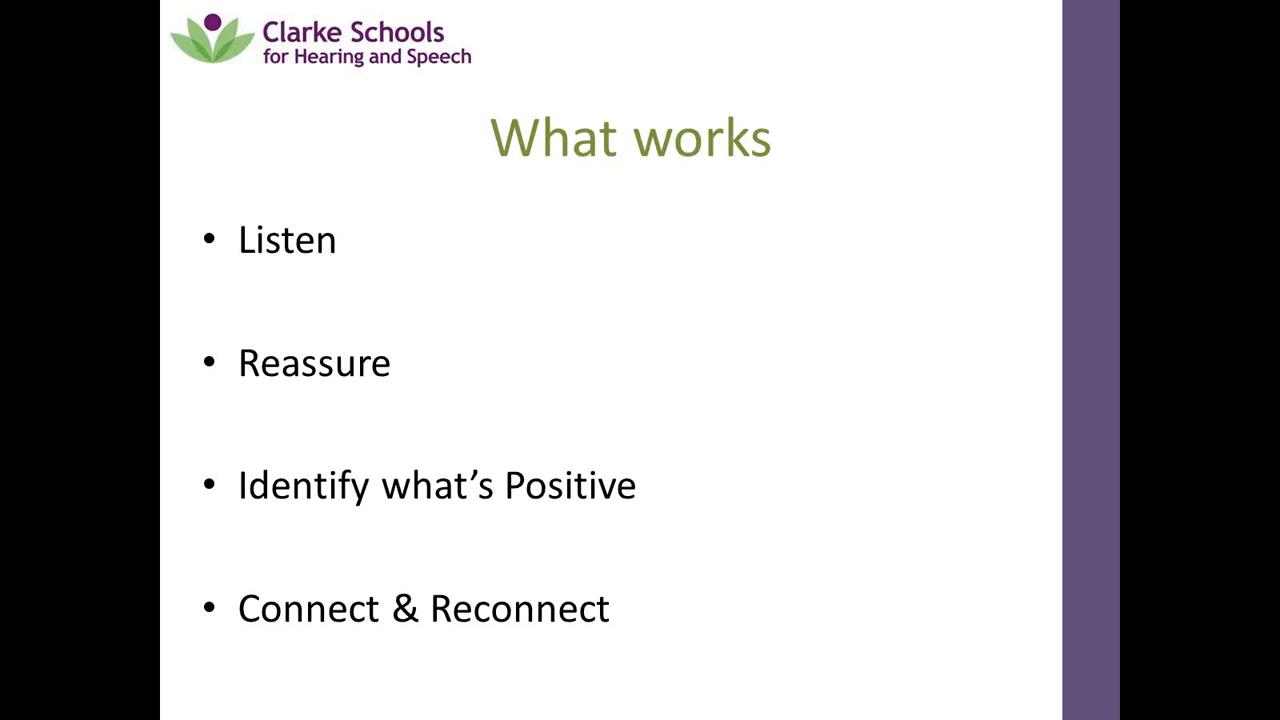 Clarke Schools
for Hearing and Speech
What works
• Listen
• Reassure
• Identify what’s Positive
• Connect & Reconnect